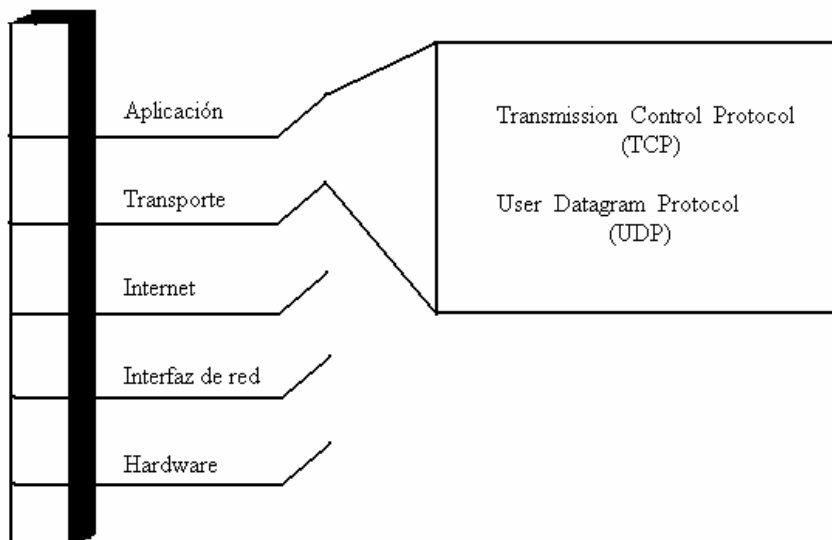 Aplicación
Transporte
Internet
Interfaz de red
Hardware
Transmission Control Protocol
(TCP)
User Datagram Protocol
(UDP)